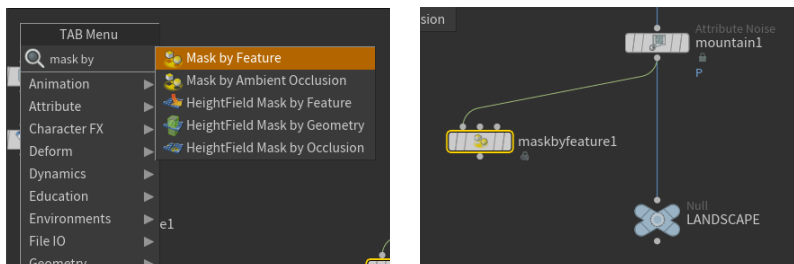 TAB Menu
mask by
Animation
Attribute
Character FX
Deform
Dynamics
Education
Environments
File IO
Mask by Feature
Mask by Ambient Occlusion
HeightField Mask by Feature
HeightField Mask by Geometry
HeightField Mask by Occlusion
e1
sion
Attribute Noise
mountain1
P
maskbyfeature1
Null
LANDSCAPE